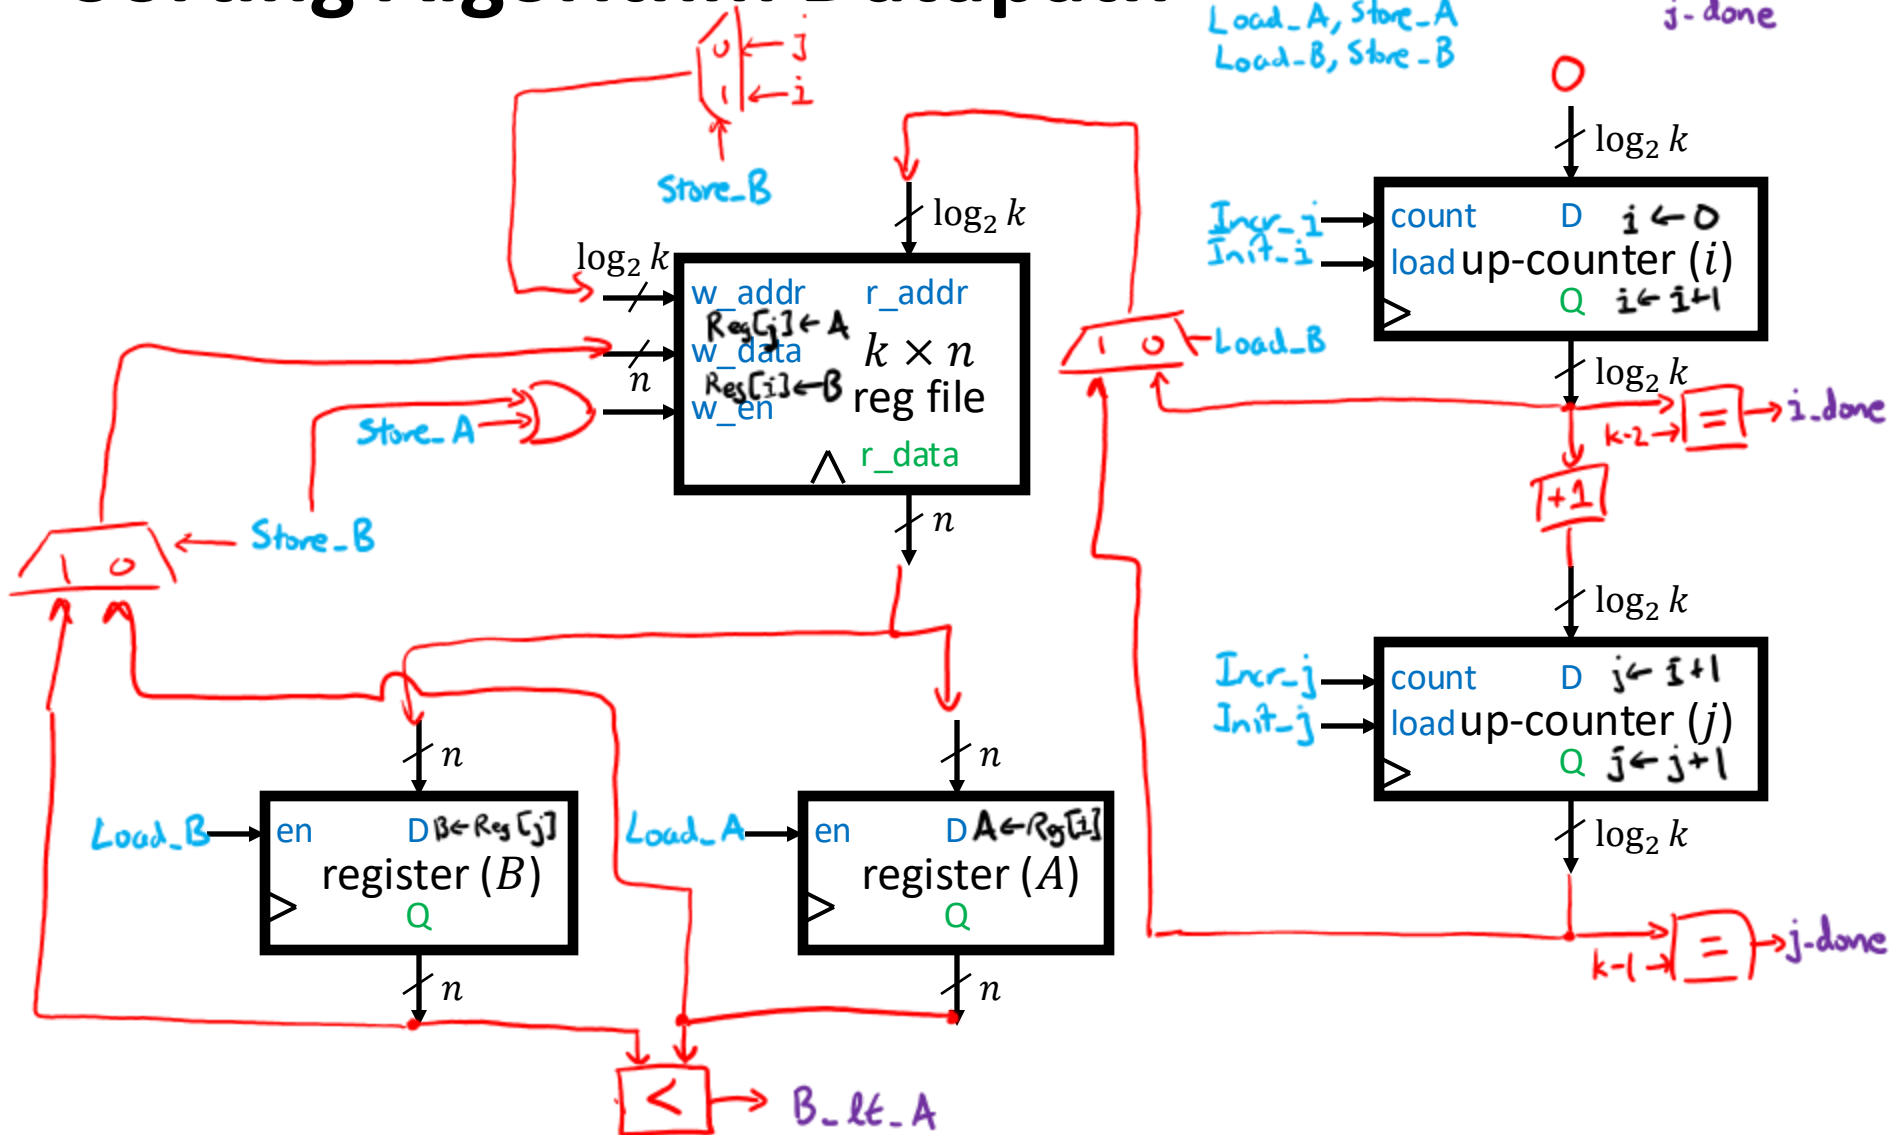 Sorting Algorithm Datapath
Load_A, Store_A
Load_B, Store_B
j-done
0 ← j
1 ← i
Store_B
0
log₂ k
log₂ k
log₂ k
Incr_i
Init_i
count D i ← 0
load up-counter (i)
Q i ← i+1
w_addr r_addr
Reg[j] ← A
w_data k × n
Reg[i] ← B
w_en reg file
r_data
n
n
Store_A
Store_B
1 0
1 0
Load_B
log₂ k
k-2
=
i_done
+1
log₂ k
Incr_j
Init_j
count D j ← i+1
load up-counter (j)
Q j ← j+1
log₂ k
k-1
=
j-done
n
n
Load_B
en D B ← Reg[j]
register (B)
Q
Load_A
en D A ← Reg[i]
register (A)
Q
n
n
<
B_lt_A